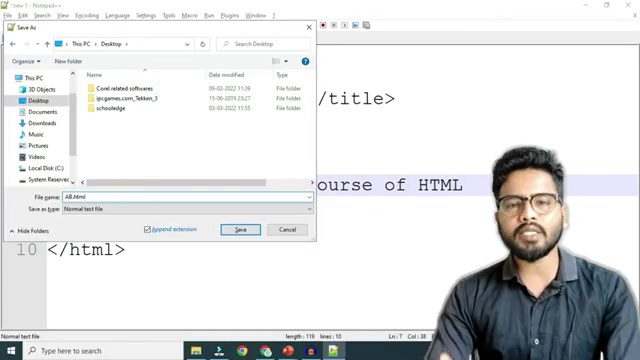 *new 1 - Notepad++
File Edit Search View Encoding Language Settings Tools Macro Run Plugins Window ?
Save As
This PC > Desktop >
Search Desktop
Organize
New folder
Name
Date modified
Type
This PC
3D Objects
Desktop
Documents
Downloads
Music
Pictures
Videos
Local Disk (C:)
System Reserved
Corel related softwares 09-02-2022 11:39 File folder
ipcgames.com_Tekken_3 15-06-2019 23:27 File folder
schooledge 03-03-2022 11:55 File folder
File name: AB.html
Save as type: Normal text file
Hide Folders
Append extension
Save
Cancel
/title>
ourse of HTML
10 </html>
Normal text file
length : 119 lines : 10
Ln : 7 Col : 38
Type here to search